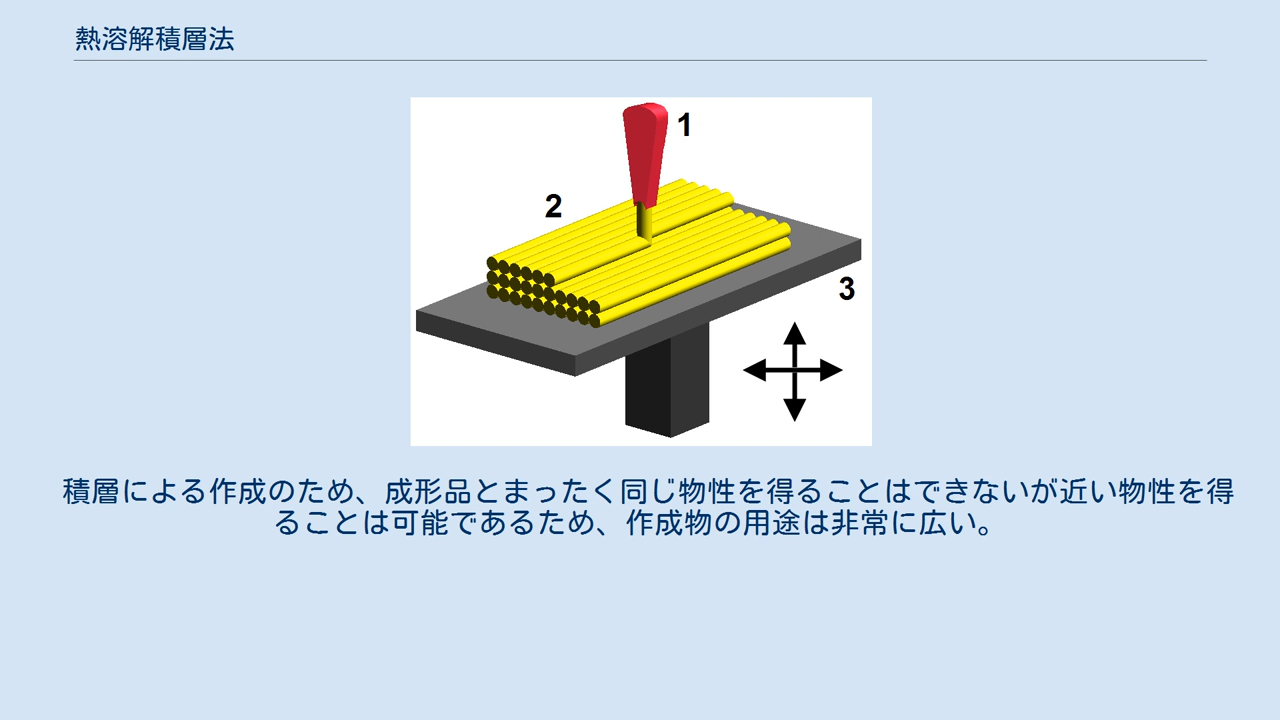 熱溶解積層法
1
2
3
積層による作成のため、成形品とまったく同じ物性を得ることはできないが近い物性を得
ることは可能であるため、作成物の用途は非常に広い。